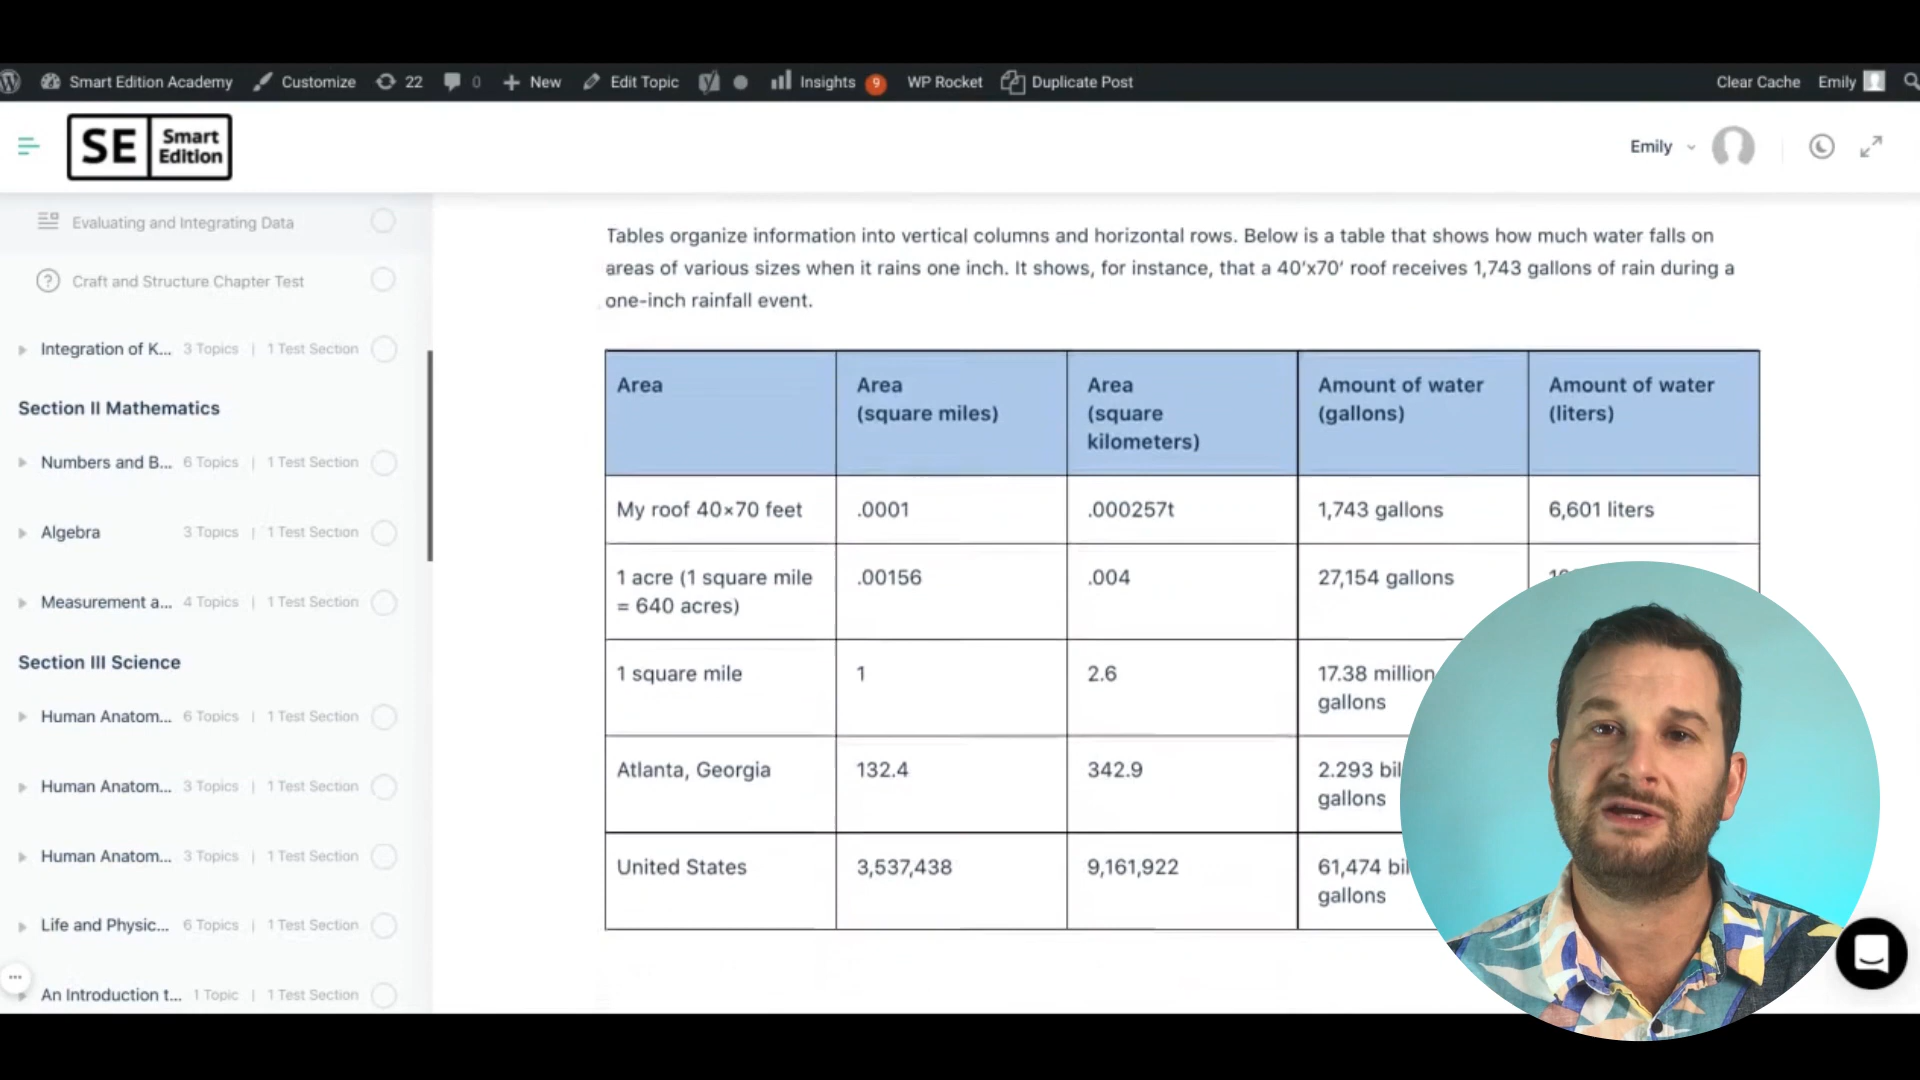 Smart Edition Academy Customize 22 0 New Edit Topic Insights 9 WP Rocket Duplicate Post Clear Cache Emily
SE Smart Edition
Emily
Evaluating and Integrating Data
Craft and Structure Chapter Test
Integration of K... 3 Topics | 1 Test Section
Section II Mathematics
Numbers and B... 6 Topics | 1 Test Section
Algebra 3 Topics | 1 Test Section
Measurement a... 4 Topics | 1 Test Section
Section III Science
Human Anatom... 6 Topics | 1 Test Section
Human Anatom... 3 Topics | 1 Test Section
Human Anatom... 3 Topics | 1 Test Section
Life and Physic... 6 Topics | 1 Test Section
An Introduction t... 1 Topic | 1 Test Section
Tables organize information into vertical columns and horizontal rows. Below is a table that shows how much water falls on
areas of various sizes when it rains one inch. It shows, for instance, that a 40'x70' roof receives 1,743 gallons of rain during a
one-inch rainfall event.
Area | Area (square miles) | Area (square kilometers) | Amount of water (gallons) | Amount of water (liters)
My roof 40×70 feet | .0001 | .000257t | 1,743 gallons | 6,601 liters
1 acre (1 square mile = 640 acres) | .00156 | .004 | 27,154 gallons
1 square mile | 1 | 2.6 | 17.38 million gallons
Atlanta, Georgia | 132.4 | 342.9 | 2.293 bil gallons
United States | 3,537,438 | 9,161,922 | 61,474 bil gallons